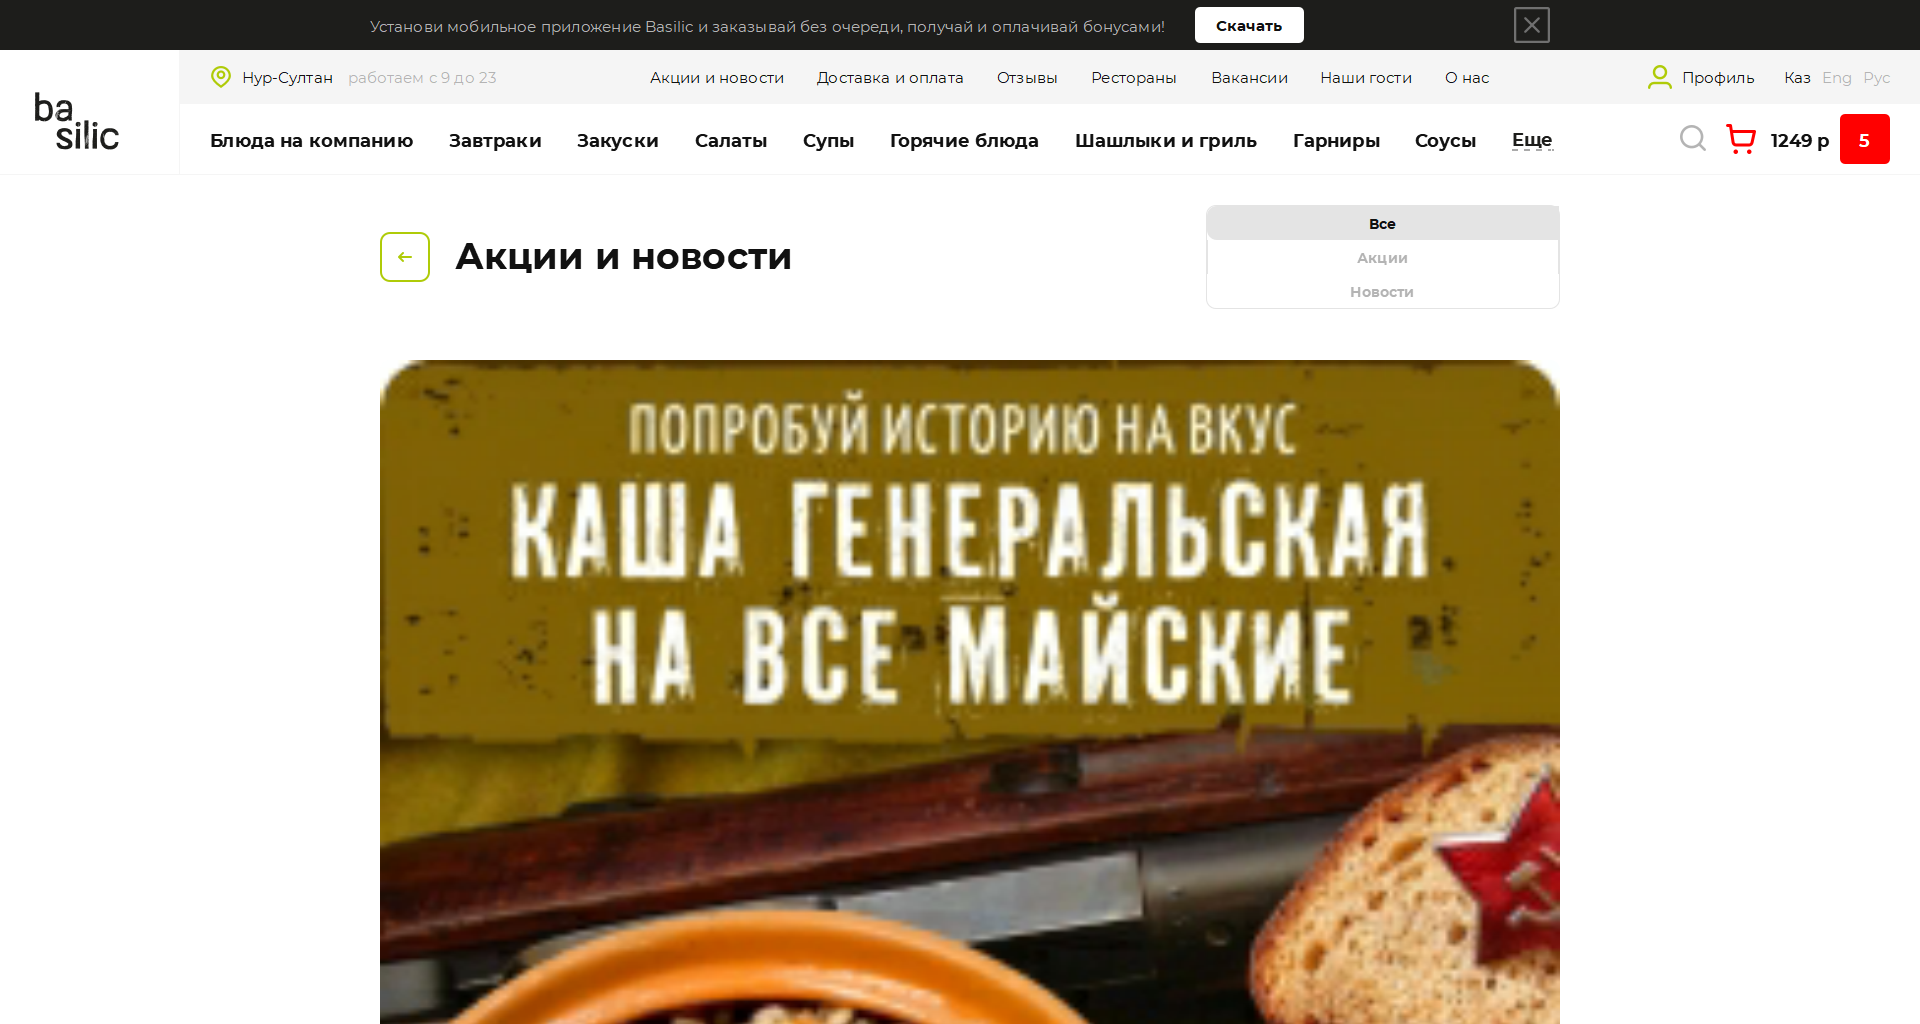 Установи мобильное приложение Basilic и заказывай без очереди, получай и оплачивай бонусами!
Скачать
ba
silic
Нур-Султан работаем с 9 до 23
Акции и новости Доставка и оплата Отзывы Рестораны Вакансии Наши гости О нас
Профиль Каз Eng Рус
Блюда на компанию Завтраки Закуски Салаты Супы Горячие блюда Шашлыки и гриль Гарниры Соусы Еще
1249 р 5
Акции и новости
Все
Акции
Новости
ПОПРОБУЙ ИСТОРИЮ НА ВКУС
КАША ГЕНЕРАЛЬСКАЯ
НА ВСЕ МАЙСКИЕ